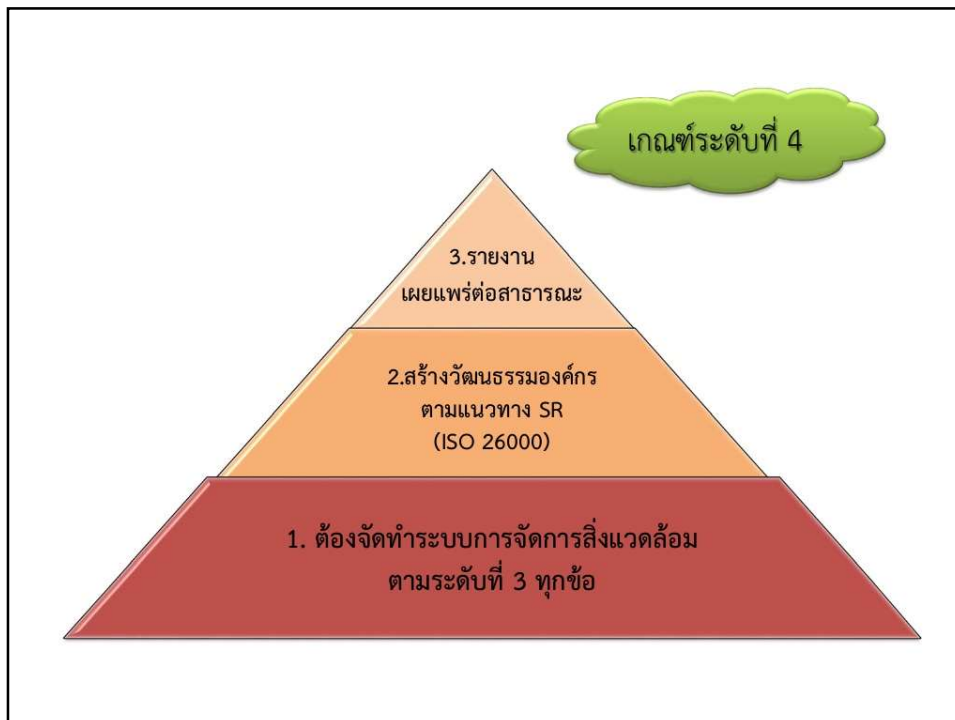 เกณฑ์ระดับที่ 4
3.รายงาน
เผยแพร่ต่อสาธารณะ
2.สร้างวัฒนธรรมองค์กร
ตามแนวทาง SR
(ISO 26000)
1. ต้องจัดทำระบบการจัดการสิ่งแวดล้อม
ตามระดับที่ 3 ทุกข้อ